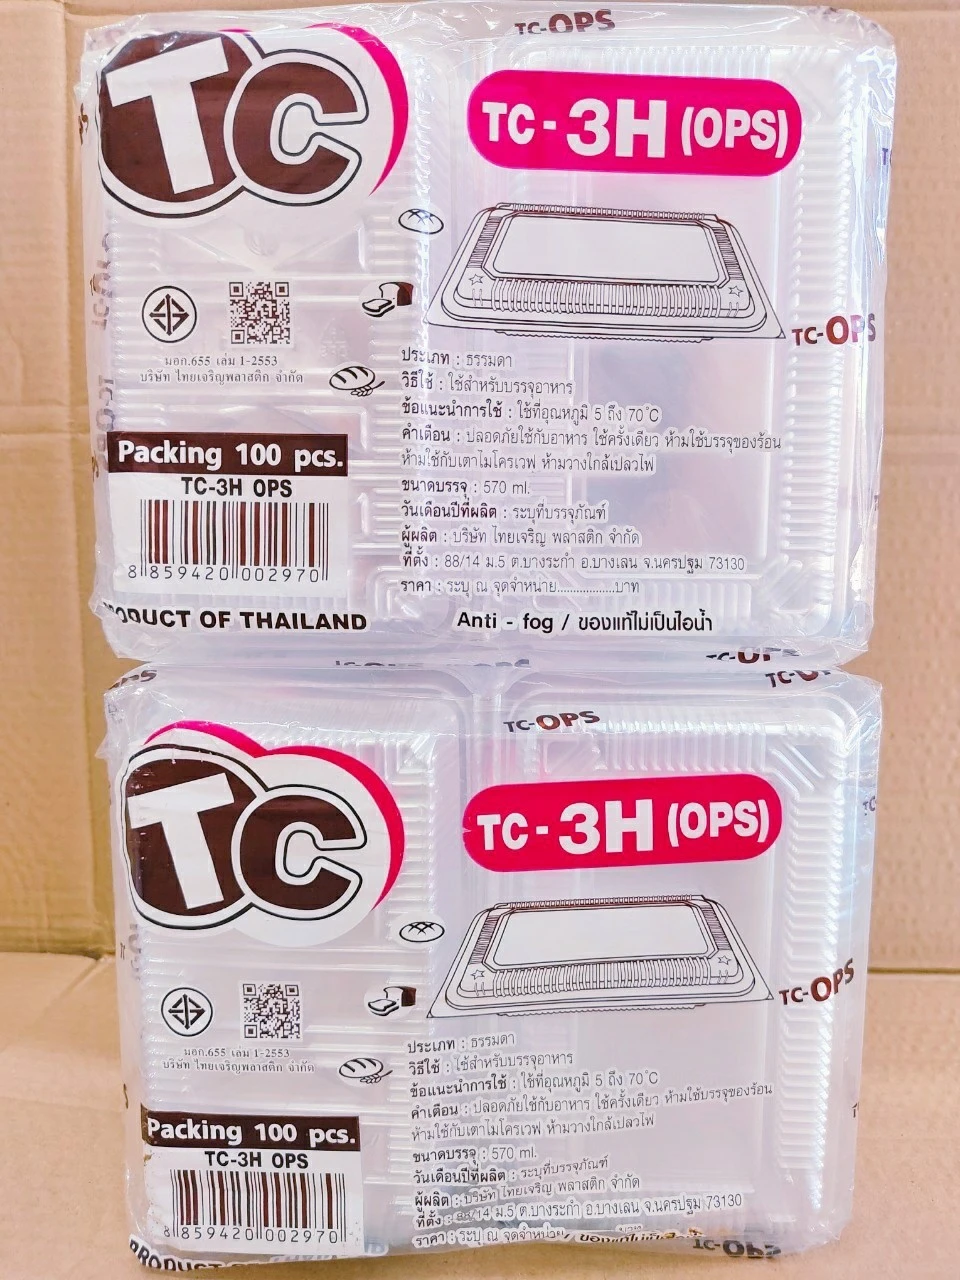 TC-OPS
TC
TC - 3H (OPS)
TC-OPS
มอก.655 เล่ม 1-2553
บริษัท ไทยเจริญพลาสติก จำกัด
ประเภท : ธรรมดา
วิธีใช้ : ใช้สำหรับบรรจุอาหาร
ข้อแนะนำการใช้ : ใช้ที่อุณหภูมิ 5 ถึง 70 °C
คำเตือน : ปลอดภัยใช้กับอาหาร ใช้ครั้งเดียว ห้ามใช้บรรจุของร้อน
ห้ามใช้กับเตาไมโครเวฟ ห้ามวางใกล้เปลวไฟ
ขนาดบรรจุ : 570 ml.
วันเดือนปีที่ผลิต : ระบุที่บรรจุภัณฑ์
ผู้ผลิต : บริษัท ไทยเจริญ พลาสติก จำกัด
ที่ตั้ง : 88/14 ม.5 ต.บางระกำ อ.บางเลน จ.นครปฐม 73130
ราคา : ระบุ ณ จุดจำหน่าย..................บาท
Packing 100 pcs.
TC-3H OPS
8 859420 002970
PRODUCT OF THAILAND
Anti - fog / ของแท้ไม่เป็นไอน้ำ
TC-OPS
TC
TC - 3H (OPS)
TC-OPS
มอก.655 เล่ม 1-2553
บริษัท ไทยเจริญพลาสติก จำกัด
ประเภท : ธรรมดา
วิธีใช้ : ใช้สำหรับบรรจุอาหาร
ข้อแนะนำการใช้ : ใช้ที่อุณหภูมิ 5 ถึง 70 °C
คำเตือน : ปลอดภัยใช้กับอาหาร ใช้ครั้งเดียว ห้ามใช้บรรจุของร้อน
ห้ามใช้กับเตาไมโครเวฟ ห้ามวางใกล้เปลวไฟ
ขนาดบรรจุ : 570 ml.
วันเดือนปีที่ผลิต : ระบุที่บรรจุภัณฑ์
ผู้ผลิต : บริษัท ไทยเจริญ พลาสติก จำกัด
ที่ตั้ง : 88/14 ม.5 ต.บางระกำ อ.บางเลน จ.นครปฐม 73130
ราคา : ระบุ ณ จุดจำหน่าย
Packing 100 pcs.
TC-3H OPS
8 859420 002970
TC-OPS